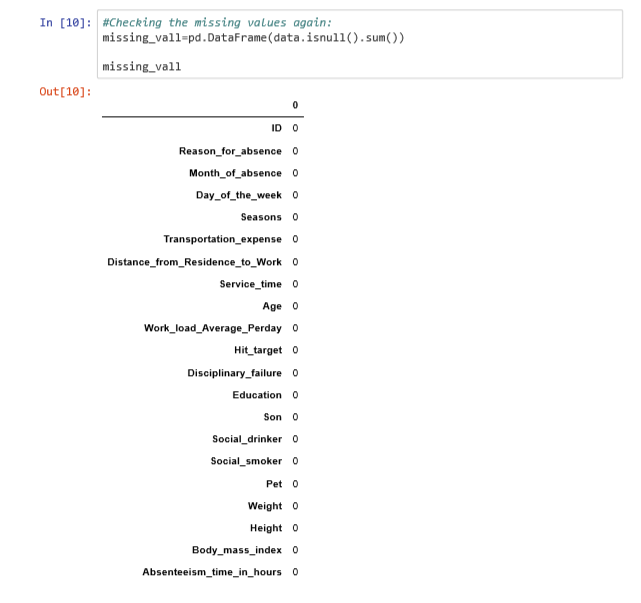 In [10]: #Checking the missing values again:
missing_vall=pd.DataFrame(data.isnull().sum())
missing_vall
Out[10]:
0
ID 0
Reason_for_absence 0
Month_of_absence 0
Day_of_the_week 0
Seasons 0
Transportation_expense 0
Distance_from_Residence_to_Work 0
Service_time 0
Age 0
Work_load_Average_Perday 0
Hit_target 0
Disciplinary_failure 0
Education 0
Son 0
Social_drinker 0
Social_smoker 0
Pet 0
Weight 0
Height 0
Body_mass_index 0
Absenteeism_time_in_hours 0